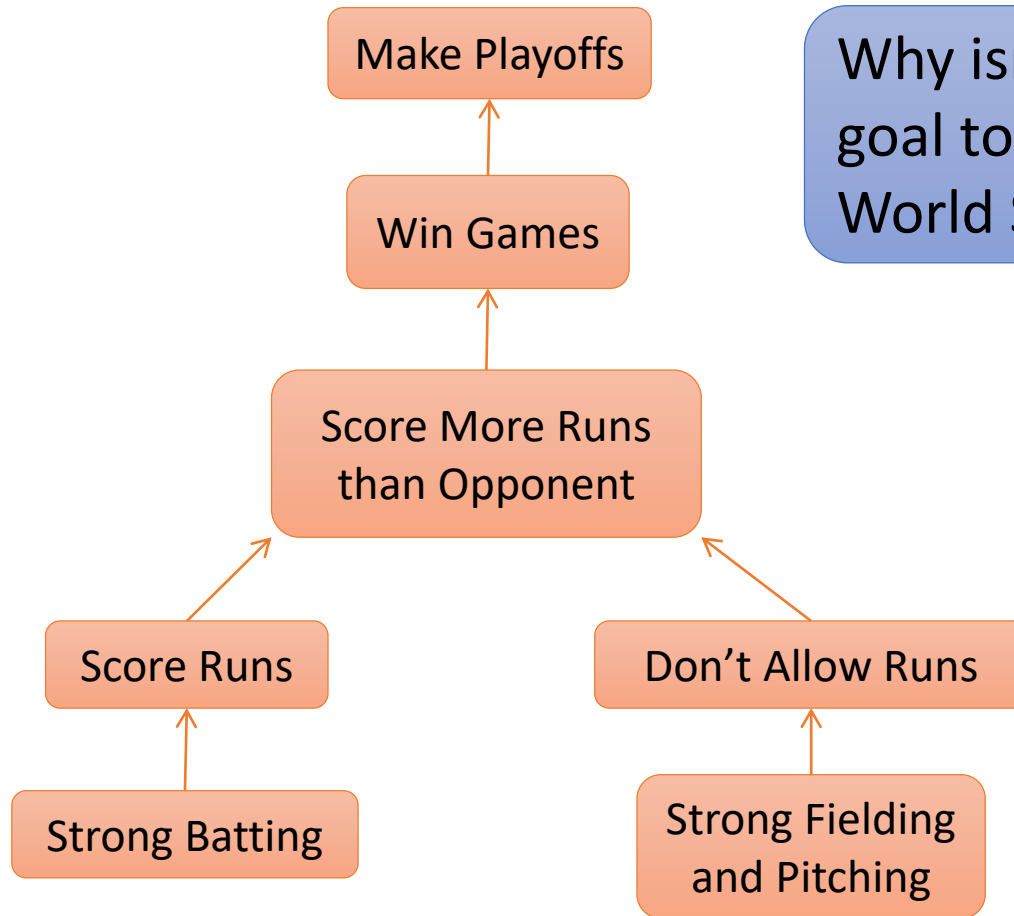 Make Playoffs
Why is
goal to
World
Win Games
Score More Runs
than Opponent
Score Runs
Don’t Allow Runs
Strong Batting
Strong Fielding
and Pitching